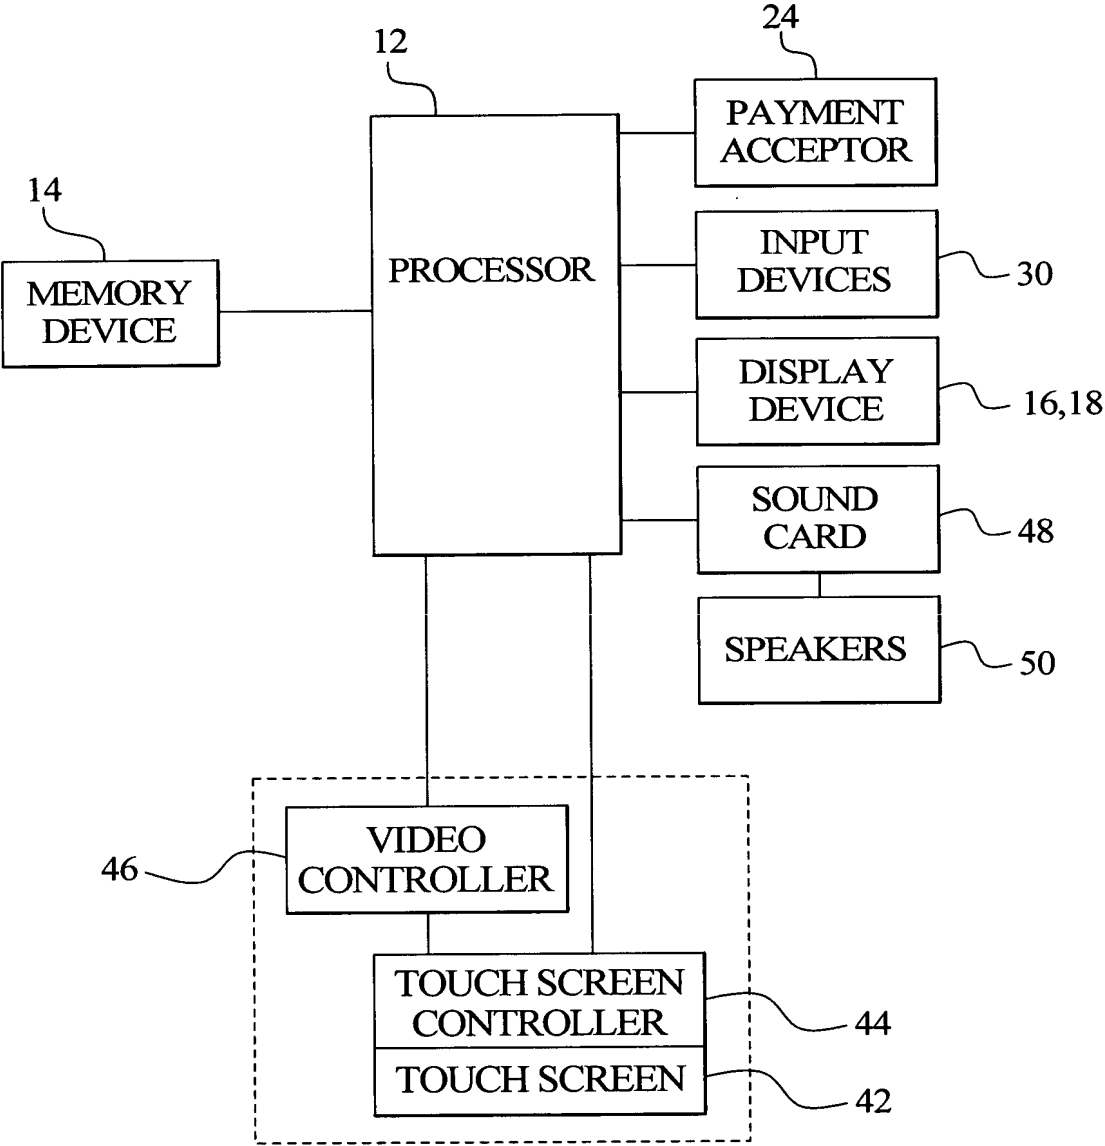 24
12
PAYMENT
ACCEPTOR
14
INPUT
DEVICES
PROCESSOR
30
MEMORY
DEVICE
DISPLAY
DEVICE
16,18
SOUND
CARD
48
SPEAKERS
50
VIDEO
CONTROLLER
46
TOUCH SCREEN
CONTROLLER
44
TOUCH SCREEN
42